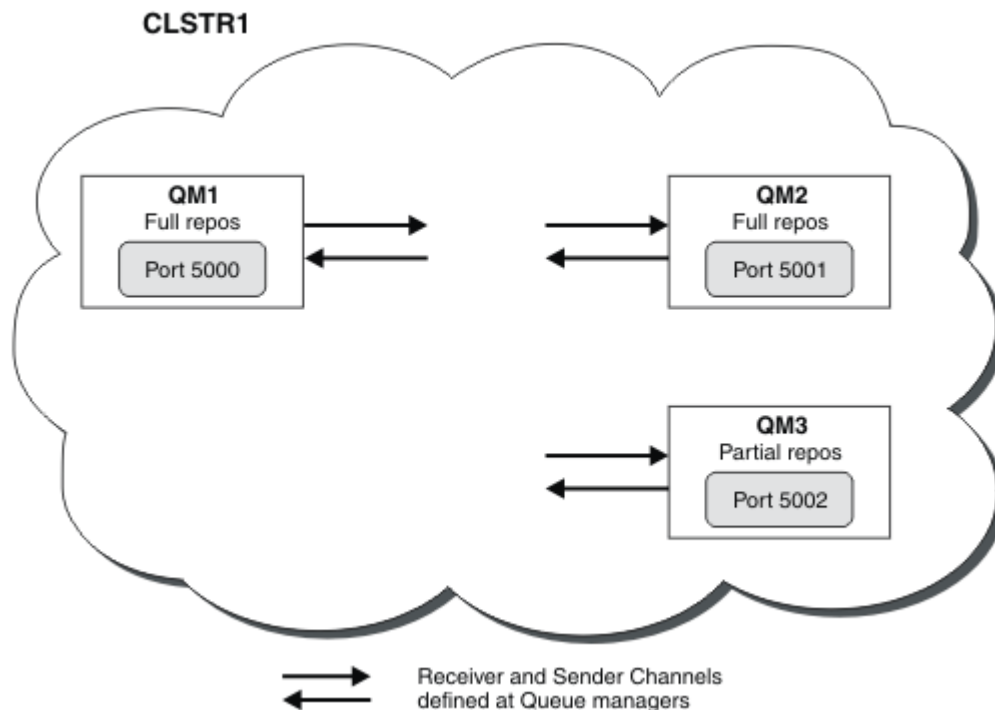 CLSTR1
QM1
Full repos
Port 5000
QM2
Full repos
Port 5001
QM3
Partial repos
Port 5002
Receiver and Sender Channels
defined at Queue managers